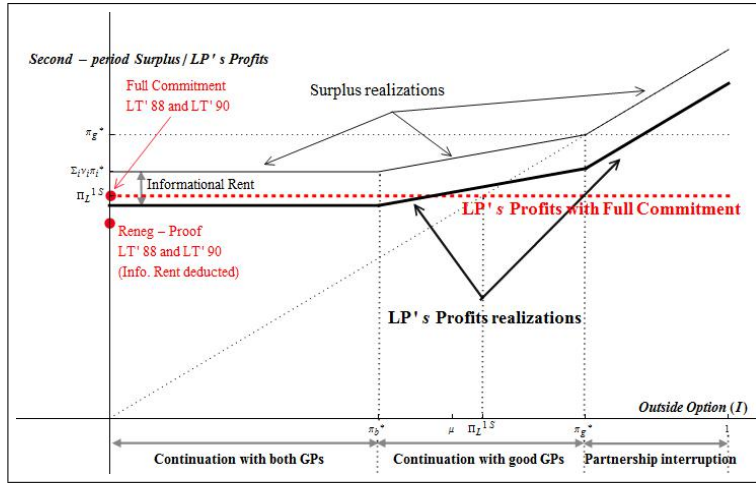 Second – period Surplus / LP' s Profits
Full Commitment
LT' 88 and LT' 90
Surplus realizations
π_g*
Σ_i ν_i π_i*
Informational Rent
Π_L^1S
LP' s Profits with Full Commitment
Reneg – Proof
LT' 88 and LT' 90
(Info. Rent deducted)
LP' s Profits realizations
Outside Option (I)
π_b* μ Π_L^1S π_g* 1
Continuation with both GPs Continuation with good GPs Partnership interruption